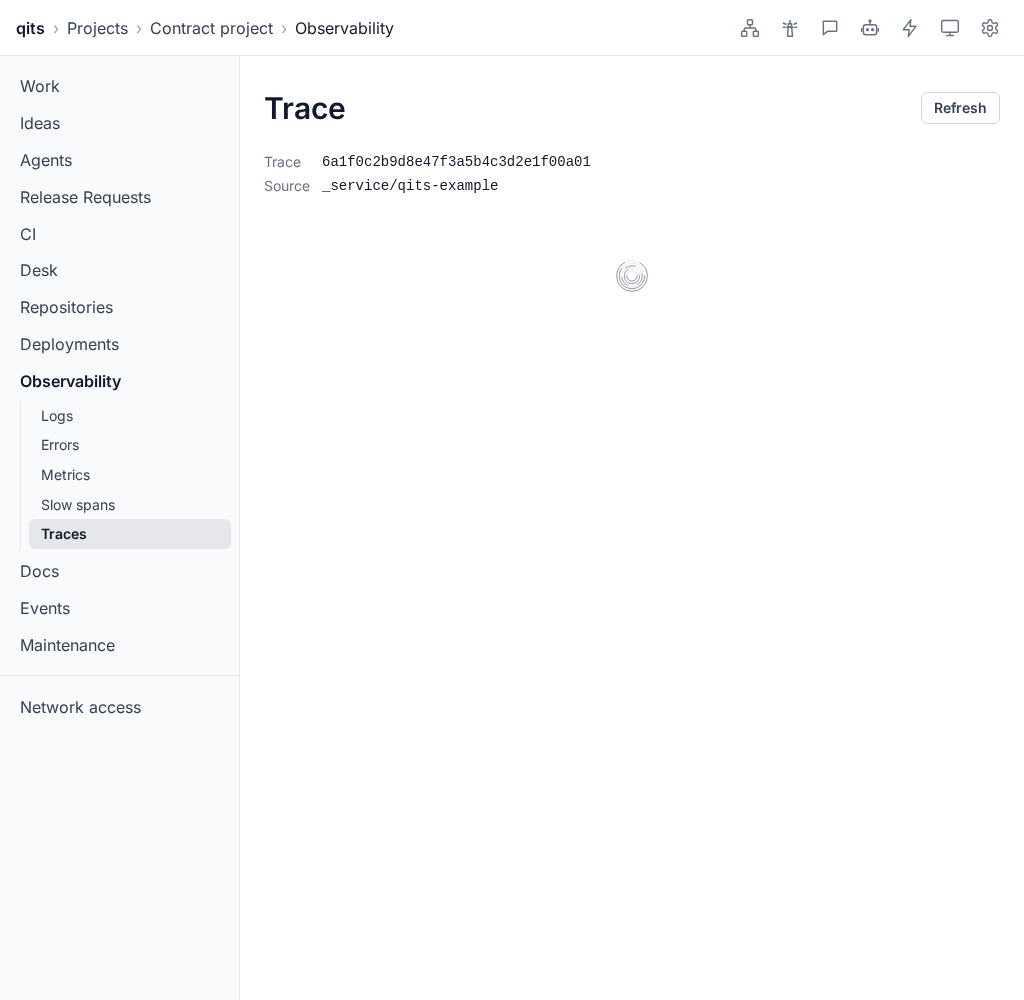 qits › Projects › Contract project › Observability
Work
Ideas
Agents
Release Requests
CI
Desk
Repositories
Deployments
Observability
Logs
Errors
Metrics
Slow spans
Traces
Docs
Events
Maintenance
Network access
Trace
Refresh
Trace 6a1f0c2b9d8e47f3a5b4c3d2e1f00a01
Source _service/qits-example